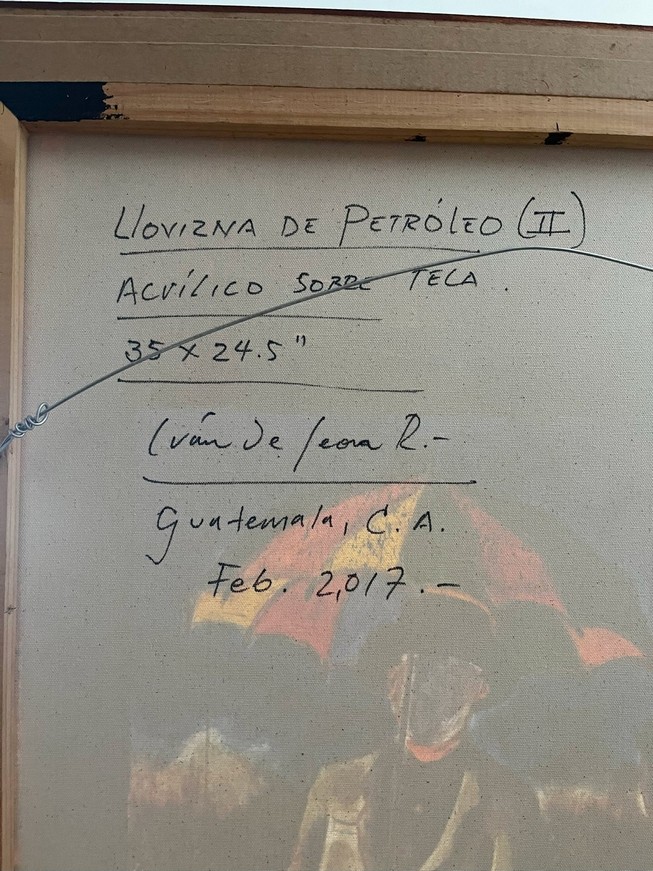 LLOVIZNA DE PETRÓLEO (II)
ACRÍLICO SOBRE TELA.
35 x 24.5"
Iván De León R.-
Guatemala, C.A.
Feb. 2,017.-